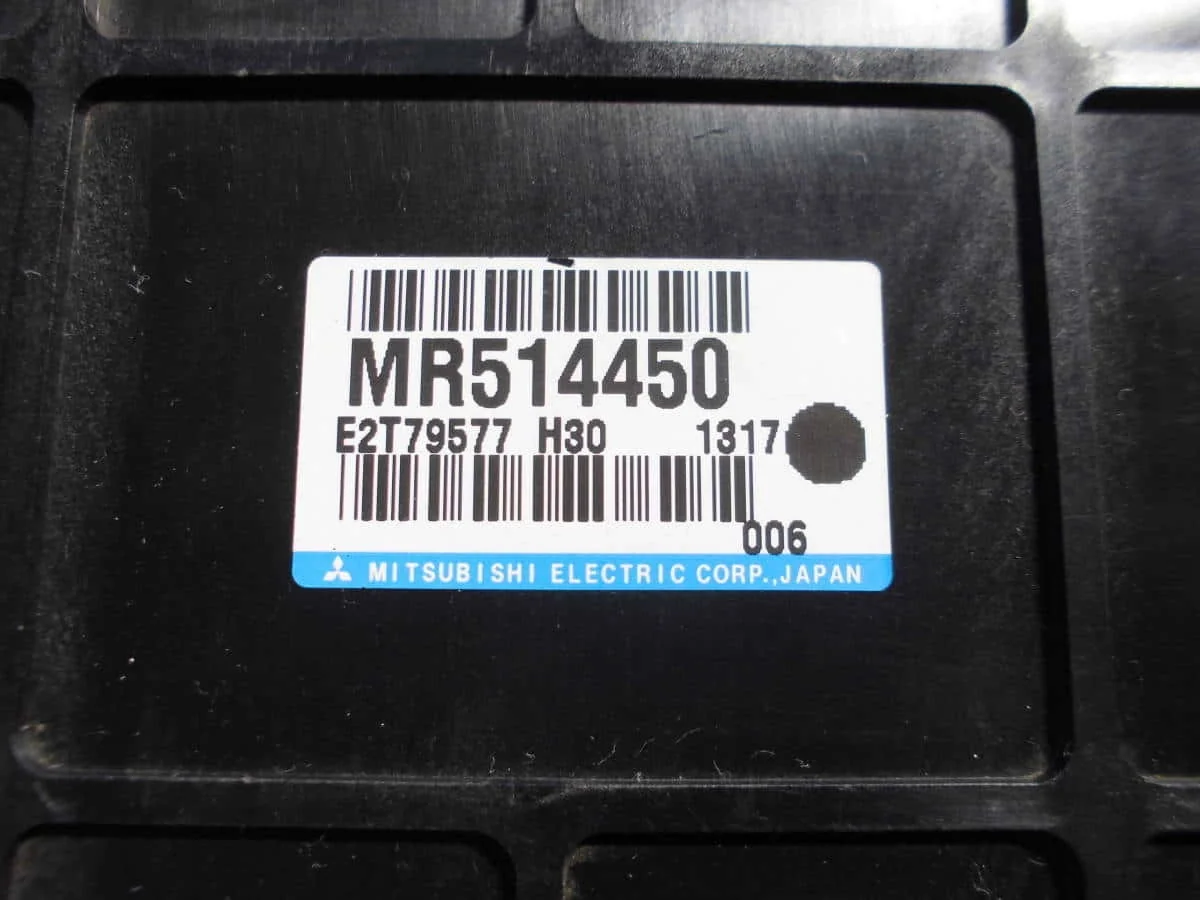 MR514450
E2T79577 H30 1317
006
MITSUBISHI ELECTRIC CORP.,JAPAN